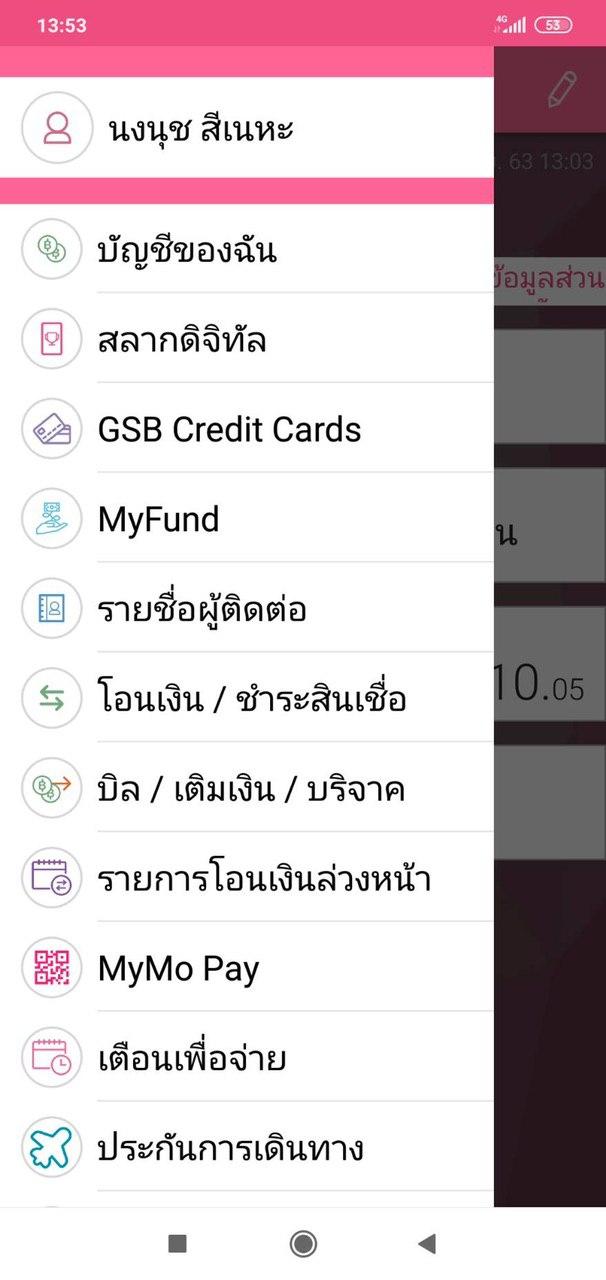 13:53
4G
53
นงนุช สีเนหะ
. 63 13:03
บัญชีของฉัน
ข้อมูลส่วน
สลากดิจิทัล
GSB Credit Cards
MyFund
น
รายชื่อผู้ติดต่อ
โอนเงิน / ชำระสินเชื่อ
10.05
บิล / เติมเงิน / บริจาค
รายการโอนเงินล่วงหน้า
MyMo Pay
เตือนเพื่อจ่าย
ประกันการเดินทาง